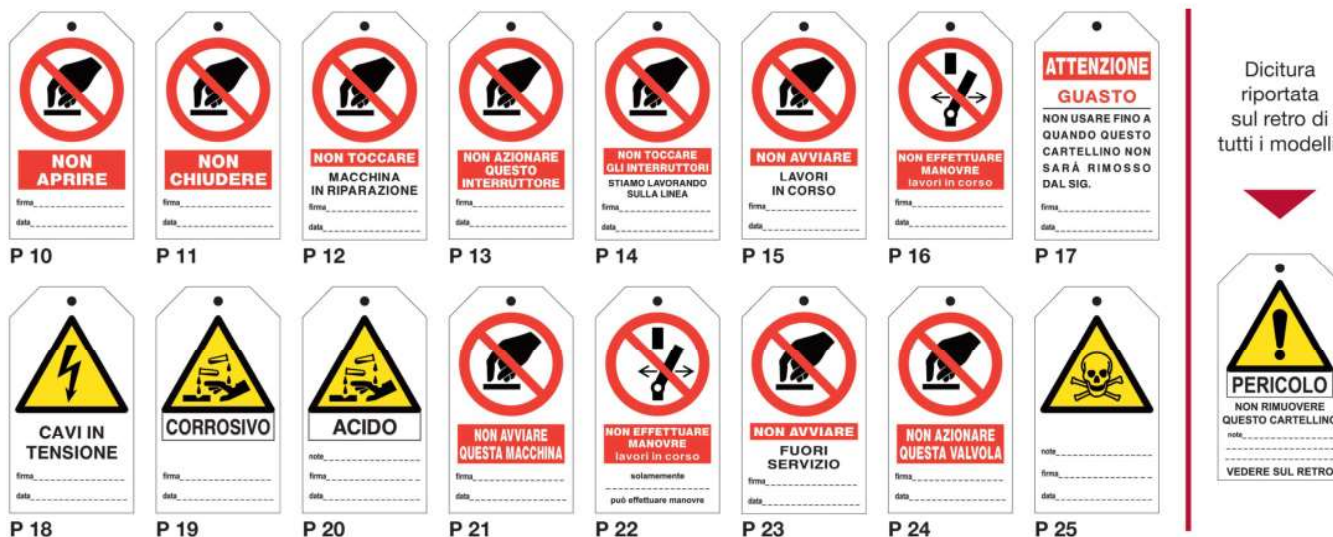 NON
APRIRE
firma
data
P 10
NON
CHIUDERE
firma
data
P 11
NON TOCCARE
MACCHINA
IN RIPARAZIONE
firma
data
P 12
NON AZIONARE
QUESTO
INTERRUTTORE
firma
data
P 13
NON TOCCARE
GLI INTERRUTTORI
STIAMO LAVORANDO
SULLA LINEA
firma
data
P 14
NON AVVIARE
LAVORI
IN CORSO
firma
data
P 15
NON EFFETTUARE
MANOVRE
lavori in corso
firma
data
P 16
ATTENZIONE
GUASTO
NON USARE FINO A
QUANDO QUESTO
CARTELLINO NON
SARÀ RIMOSSO
DAL SIG.
firma
data
P 17
Dicitura
riportata
sul retro di
tutti i modelli
CAVI IN
TENSIONE
firma
data
P 18
CORROSIVO
firma
data
P 19
ACIDO
note
firma
data
P 20
NON AVVIARE
QUESTA MACCHINA
firma
data
P 21
NON EFFETTUARE
MANOVRE
lavori in corso
solamemente
può effettuare manovre
P 22
NON AVVIARE
FUORI
SERVIZIO
firma
data
P 23
NON AZIONARE
QUESTA VALVOLA
firma
data
P 24
note
firma
data
P 25
PERICOLO
NON RIMUOVERE
QUESTO CARTELLINO
note
VEDERE SUL RETRO